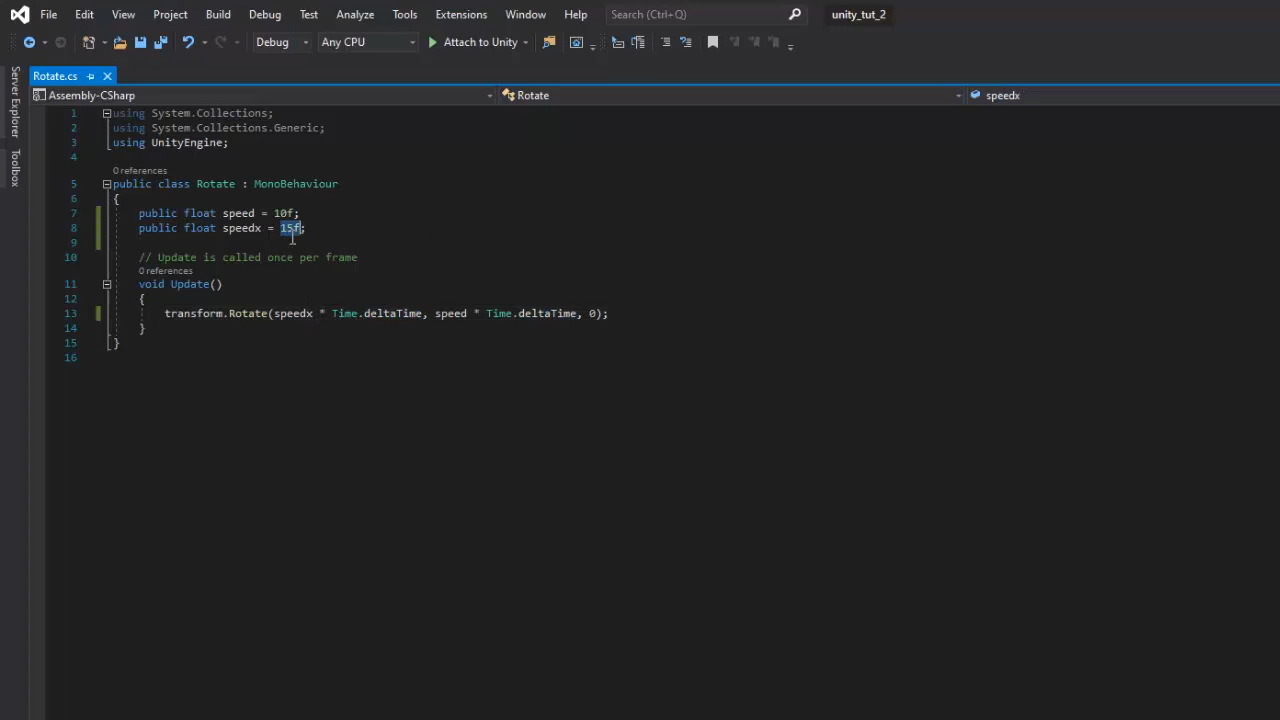 File Edit View Project Build Debug Test Analyze Tools Extensions Window Help Search (Ctrl+Q) unity_tut_2
Debug Any CPU Attach to Unity
Rotate.cs
Assembly-CSharp Rotate speedx
Server Explorer
Toolbox
1 using System.Collections;
2 using System.Collections.Generic;
3 using UnityEngine;
4
0 references
5 public class Rotate : MonoBehaviour
6 {
7 public float speed = 10f;
8 public float speedx = 15f;
9
10 // Update is called once per frame
0 references
11 void Update()
12 {
13 transform.Rotate(speedx * Time.deltaTime, speed * Time.deltaTime, 0);
14 }
15 }
16